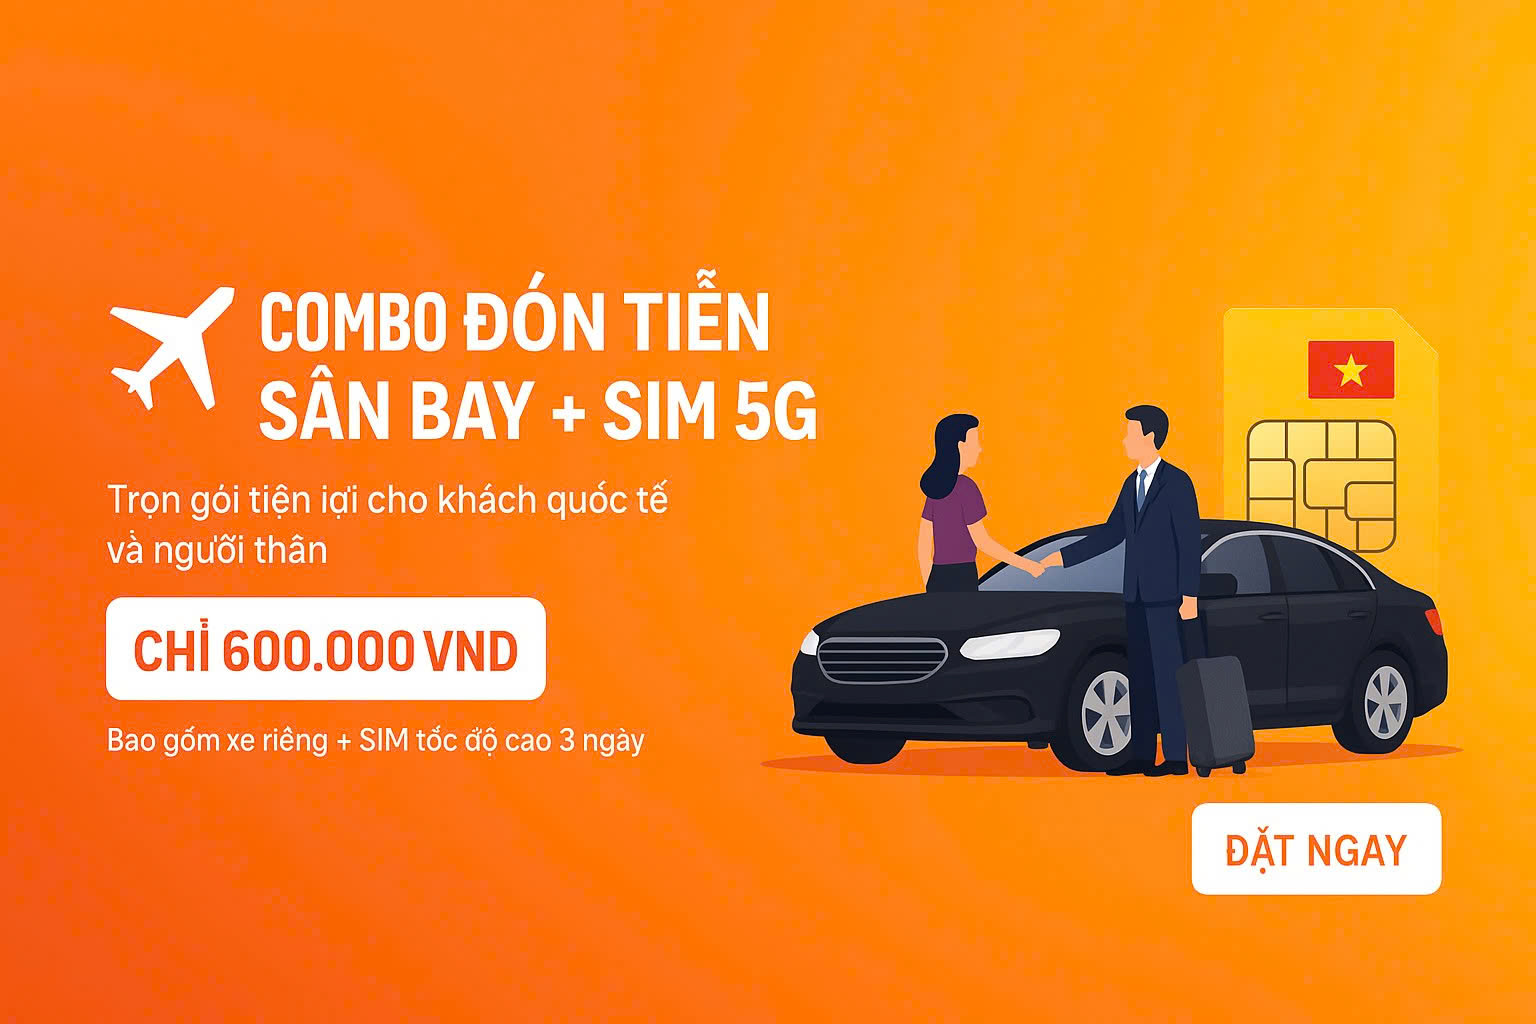 COMBO ĐÓN TIỄN
SÂN BAY + SIM 5G
Trọn gói tiện iợi cho khách quốc tế
và ngưỡi thân
CHỈ 600.000 VND
Bao gốm xe riêng + SIM tốc độ cao 3 ngày
ĐẶT NGAY